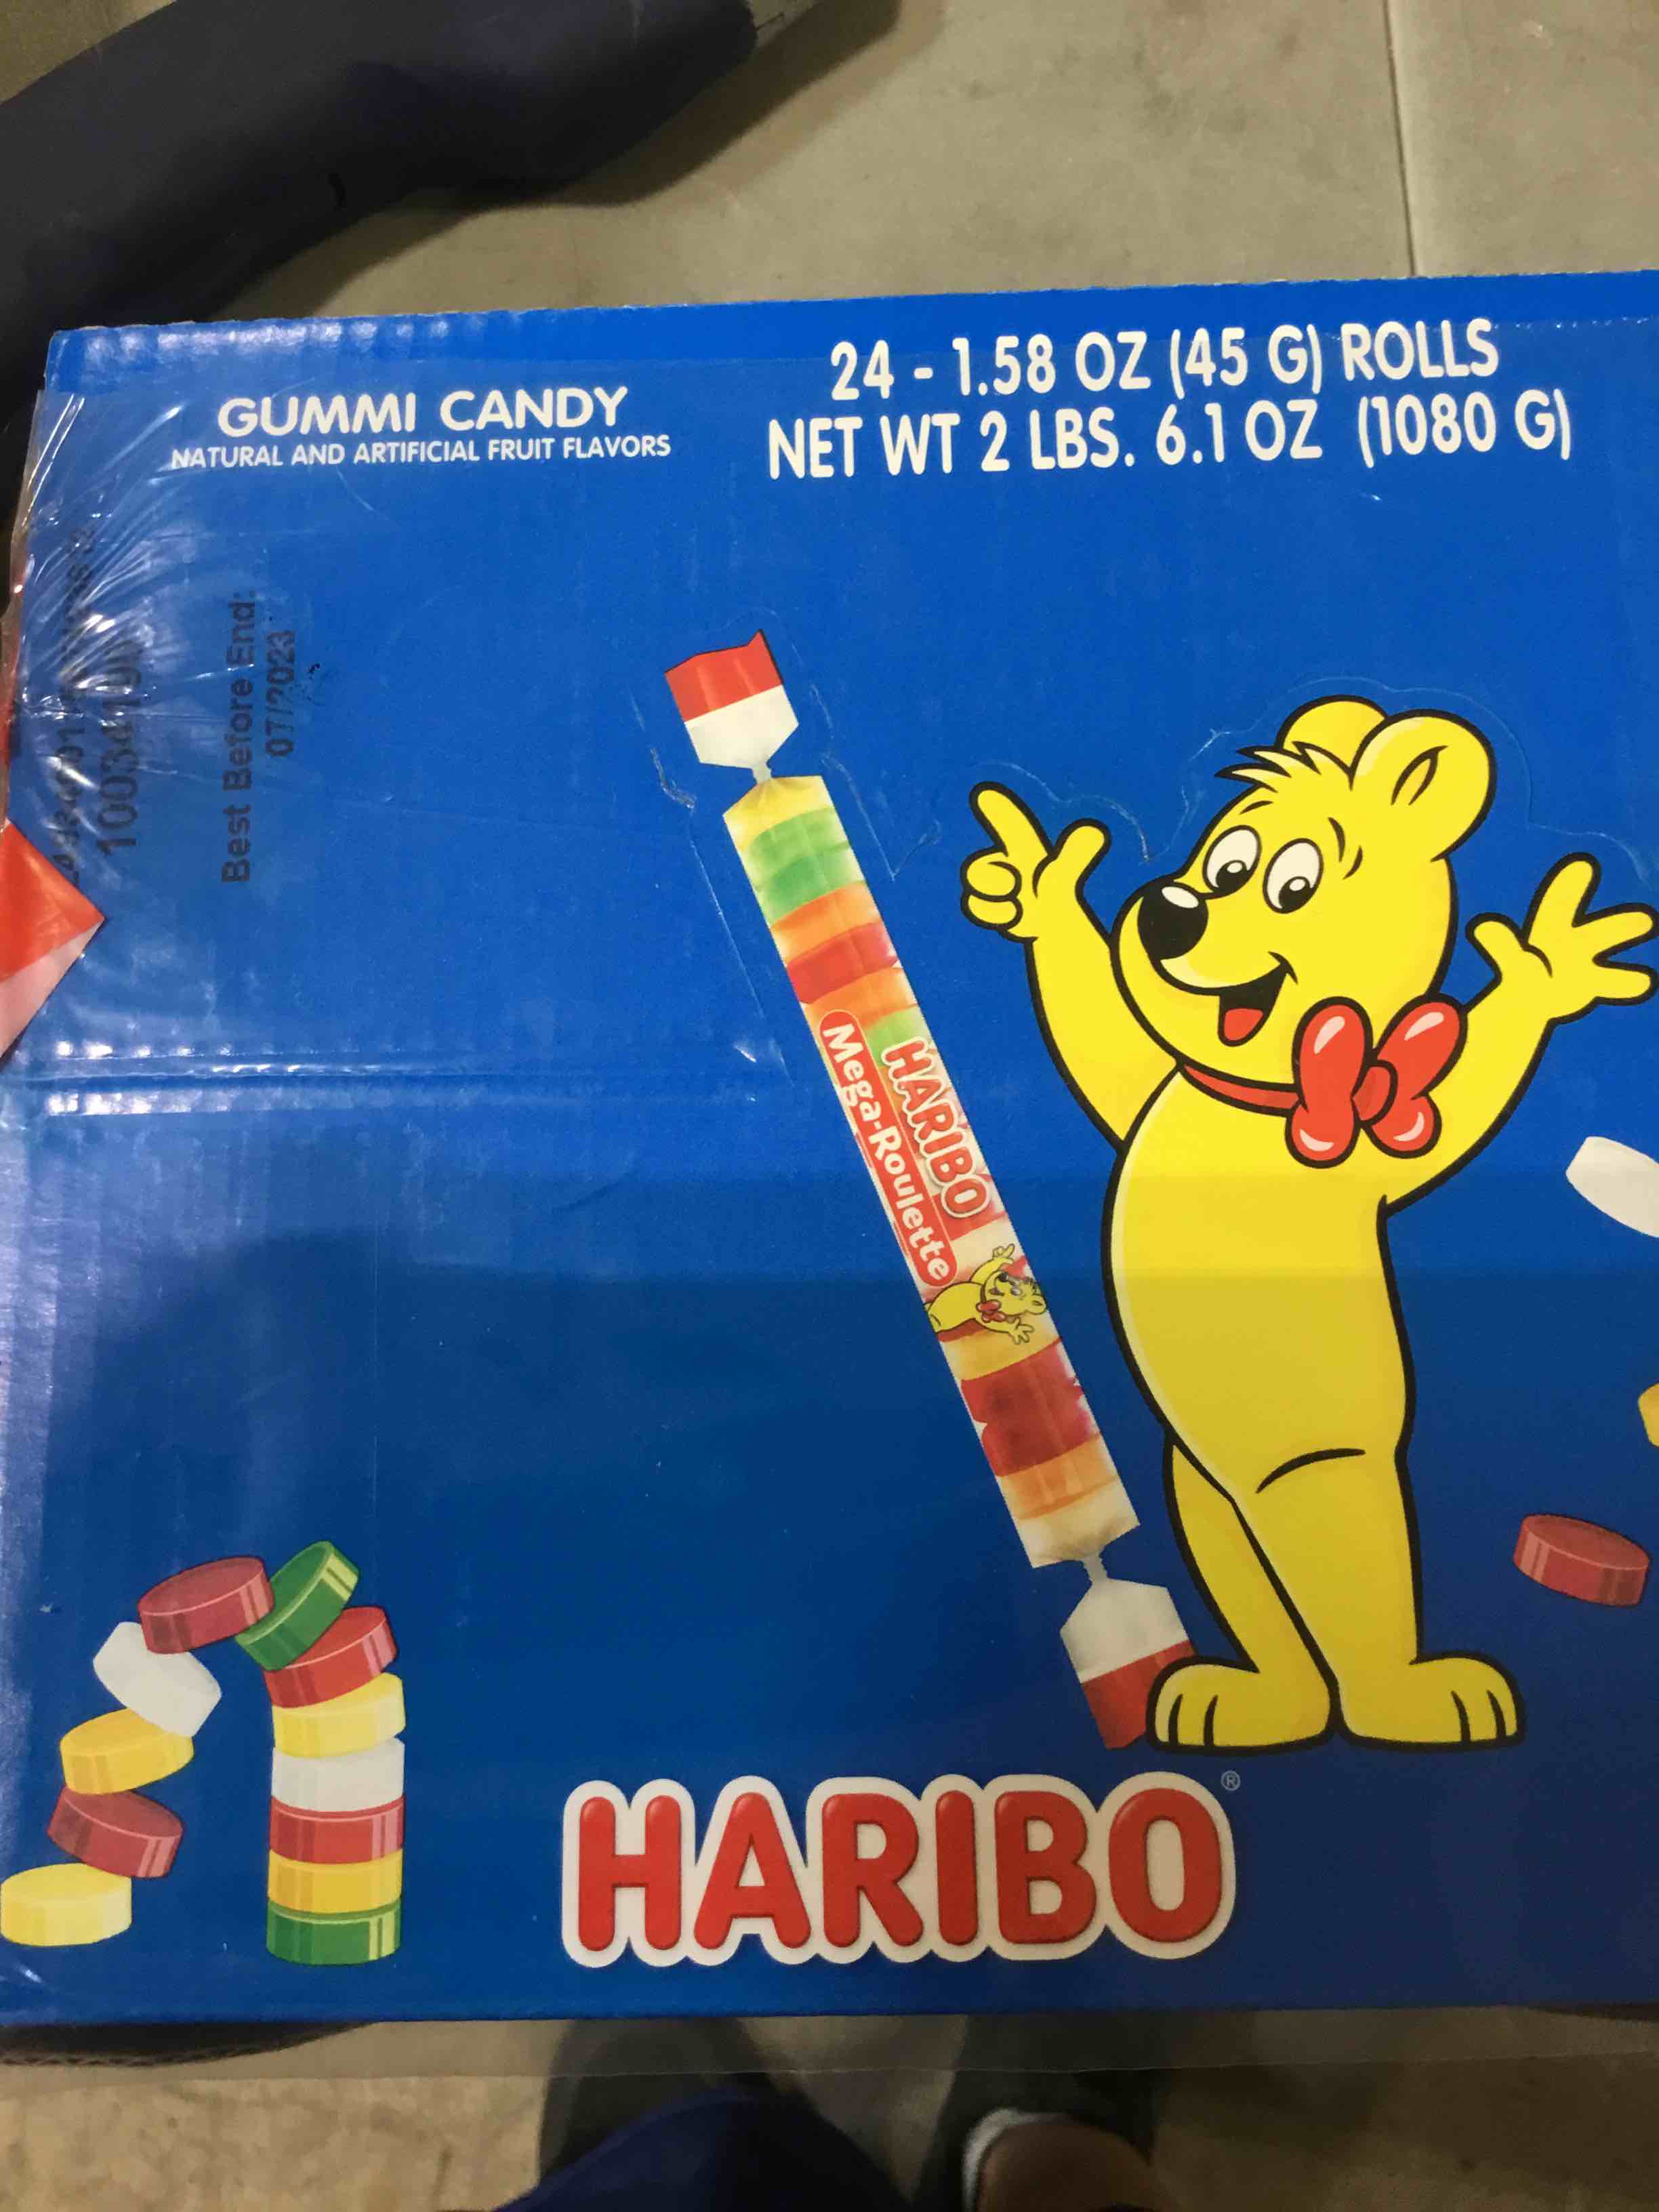 GUMMI CANDY
NATURAL AND ARTIFICIAL FRUIT FLAVORS
24 - 1.58 OZ (45 G) ROLLS
NET WT 2 LBS. 6.1 OZ (1080 G)
Best Before End:
07/2023
HARIBO
Mega-Roulette
HARIBO®